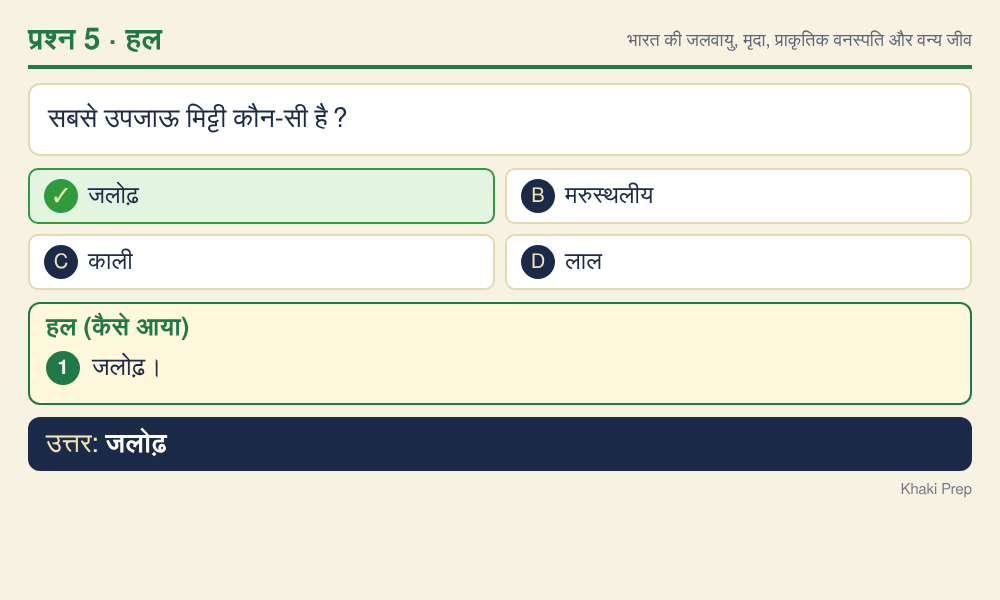 प्रश्न 5 · हल
भारत की जलवायु, मृदा, प्राकृतिक वनस्पति और वन्य जीव
सबसे उपजाऊ मिट्टी कौन-सी है ?
✓ जलोढ़
B मरुस्थलीय
C काली
D लाल
हल (कैसे आया)
1 जलोढ़ ।
उत्तर: जलोढ़
Khaki Prep